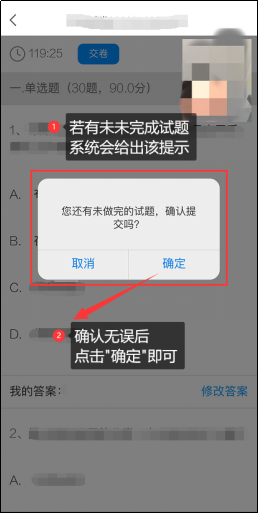 119:25 交卷
一.单选题（30题，90.0分）
1、
1 若有未未完成试题
系统会给出该提示
A.
您还有未做完的试题，确认提
交吗？
B.
取消 确定
C.
D.
2 确认无误后
点击"确定"即可
我的答案： 修改答案
2、
A.